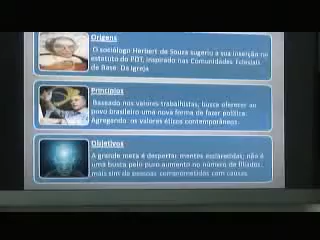 Origens
O sociólogo Herbert de Souza sugeriu a sua inserção no
estatuto do PDT, inspirado nas Comunidades Eclesiais
de Base. Da Igreja
Princípios
Baseado nos valores trabalhistas, busca oferecer ao
povo brasileiro uma nova forma de fazer política.
Agregando os valores éticos contemporâneos.
Objetivos
A grande meta é despertar mentes esclarecidas; não é
uma busca pelo puro aumento no número de filiados,
mais sim de pessoas comprometidos com causas.